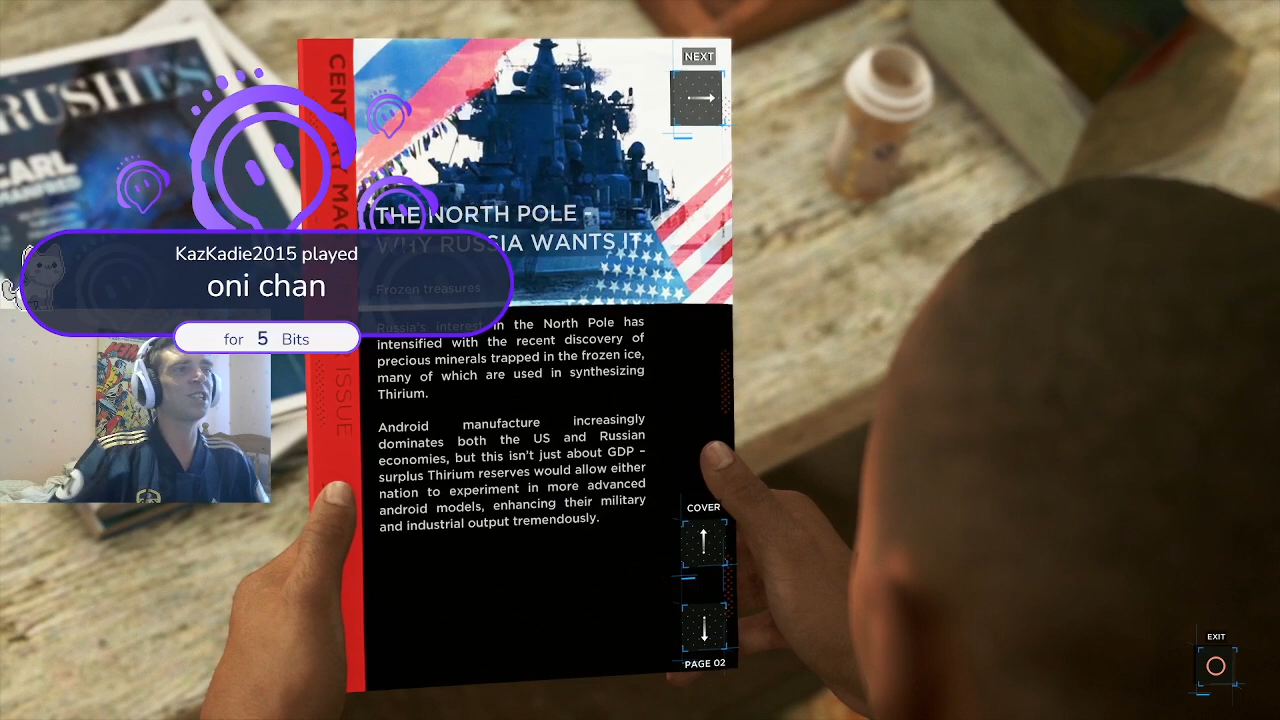 RUSHES
CARL
MANFRED
CENTURY MAG
ISSUE
NEXT
THE NORTH POLE -
WHY RUSSIA WANTS IT
Frozen treasures
KazKadie2015 played
oni chan
for 5 Bits
Russia's interest in the North Pole has
intensified with the recent discovery of
precious minerals trapped in the frozen ice,
many of which are used in synthesizing
Thirium.
Android manufacture increasingly
dominates both the US and Russian
economies, but this isn't just about GDP –
surplus Thirium reserves would allow either
nation to experiment in more advanced
android models, enhancing their military
and industrial output tremendously.
COVER
PAGE 02
EXIT